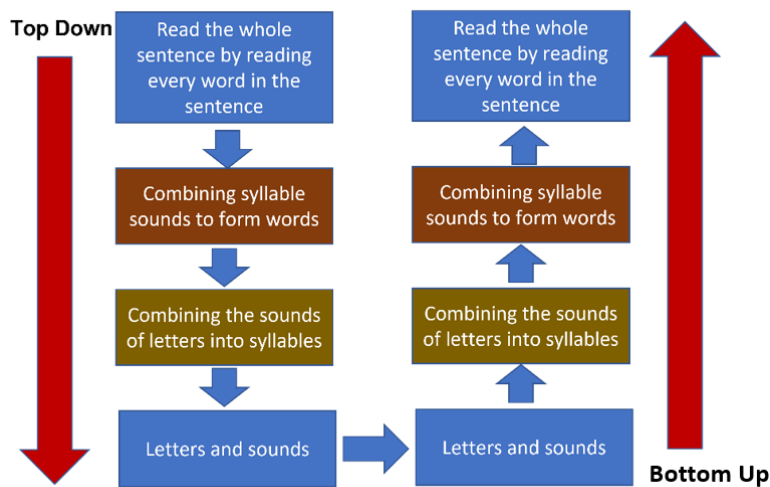 Top Down
Read the whole
sentence by reading
every word in the
sentence
Combining syllable
sounds to form words
Combining the sounds
of letters into syllables
Letters and sounds
Read the whole
sentence by reading
every word in the
sentence
Combining syllable
sounds to form words
Combining the sounds
of letters into syllables
Letters and sounds
Bottom Up